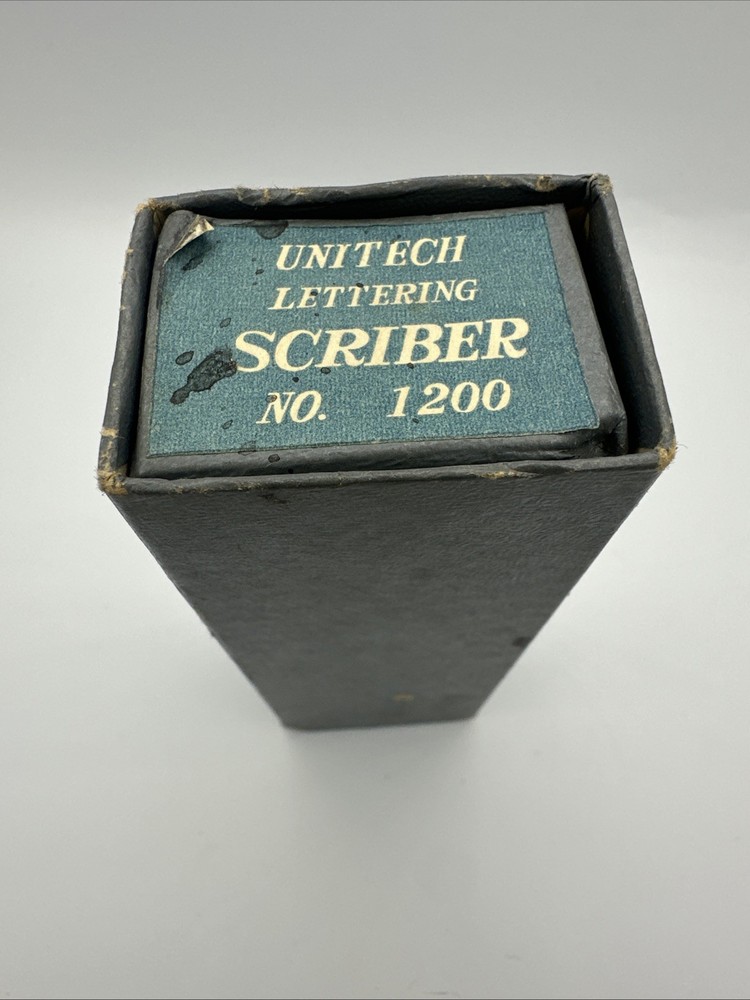 UNITECH
LETTERING
SCRIBER
NO. 1200